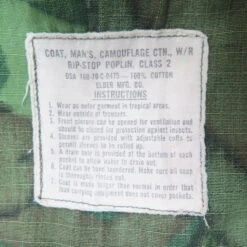 COAT, MAN'S, CAMOUFLAGE CTN., W/R
RIP-STOP POPLIN, CLASS 2
DSA 100-70-C-0475—100% COTTON
ELDER MFG. CO.
INSTRUCTIONS
1. Wear as outer garment in tropical areas.
2. Wear outside of trousers.
3. Front closure can be opened for ventilation and
should be closed for protection against insects.
4. Sleeves are provided with adjustable cuffs to
permit sleeves to be rolled up.
5. A drain hole is provided at the bottom of each pocket
to allow water to drain out.
6. Coat can be tore laundered. Make sure all
soap is thoroughly rinsed out.
7. Coat is made longer than normal in order that
than carrying equipment does not cover